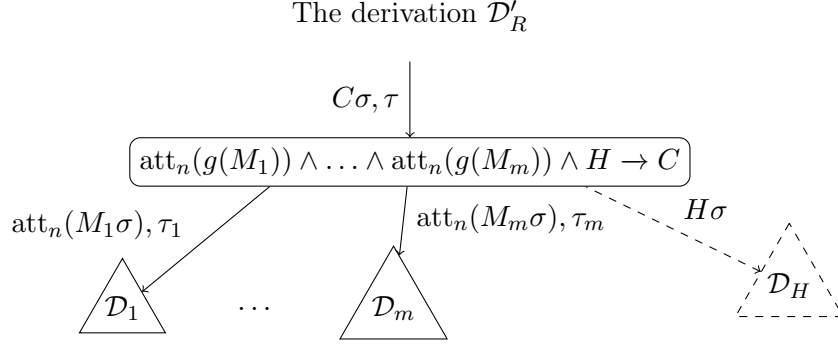 The derivation 𝒟′_R
Cσ, τ
att_n(g(M_1)) ∧ … ∧ att_n(g(M_m)) ∧ H → C
att_n(M_1σ), τ_1
att_n(M_mσ), τ_m
Hσ
𝒟_1
…
𝒟_m
𝒟_H